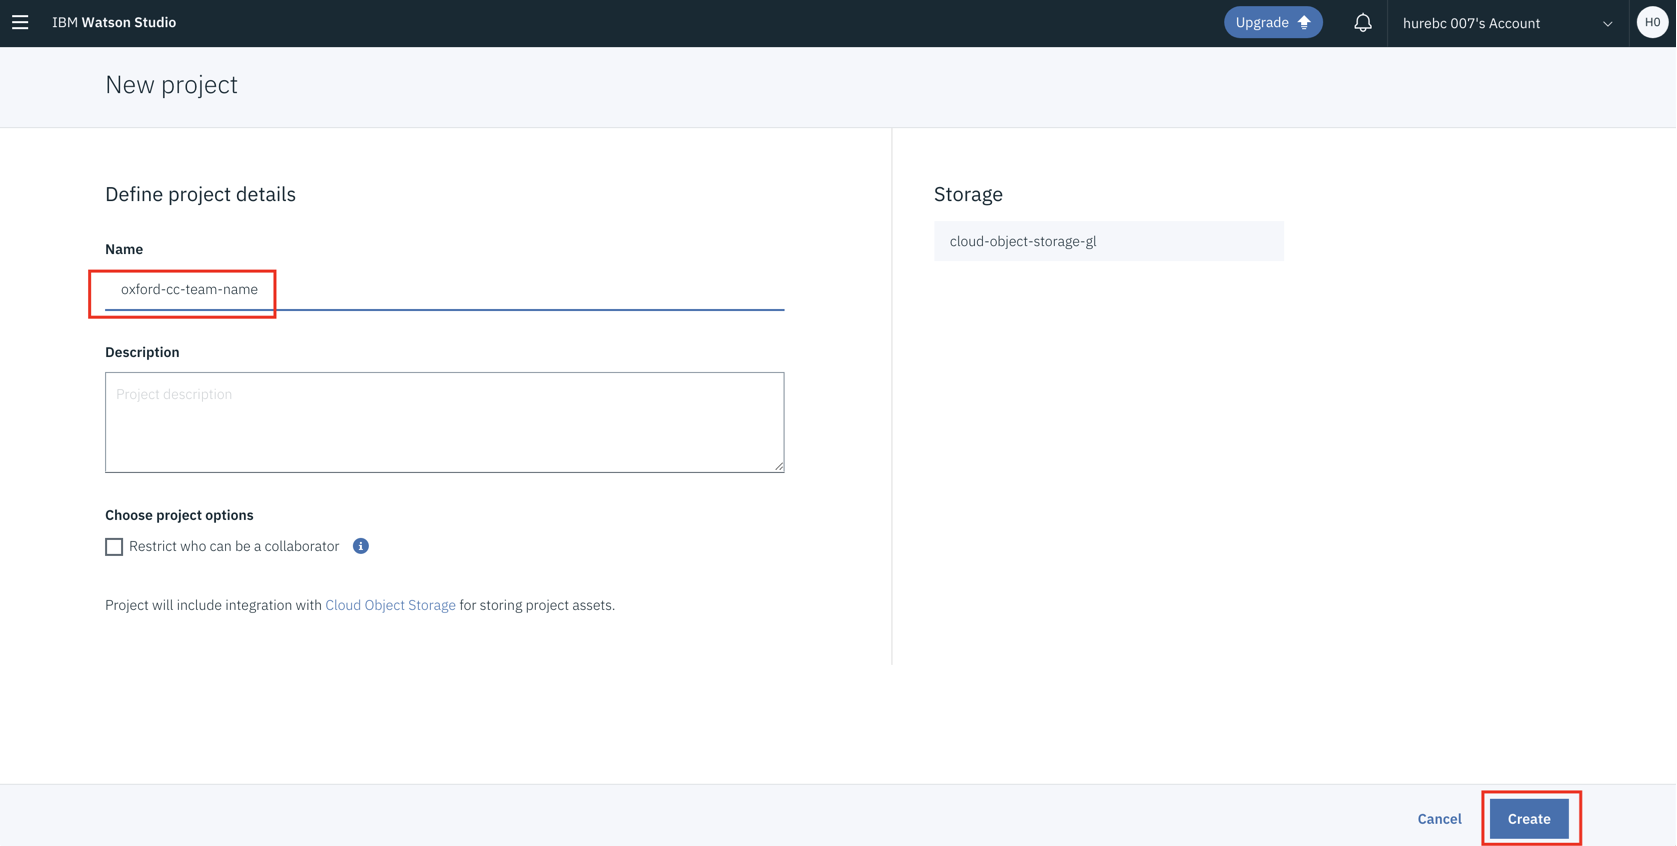 IBM Watson Studio
Upgrade
hurebc 007's Account
H0
New project
Define project details
Name
oxford-cc-team-name
Description
Project description
Choose project options
Restrict who can be a collaborator
i
Project will include integration with Cloud Object Storage for storing project assets.
Storage
cloud-object-storage-gl
Cancel
Create